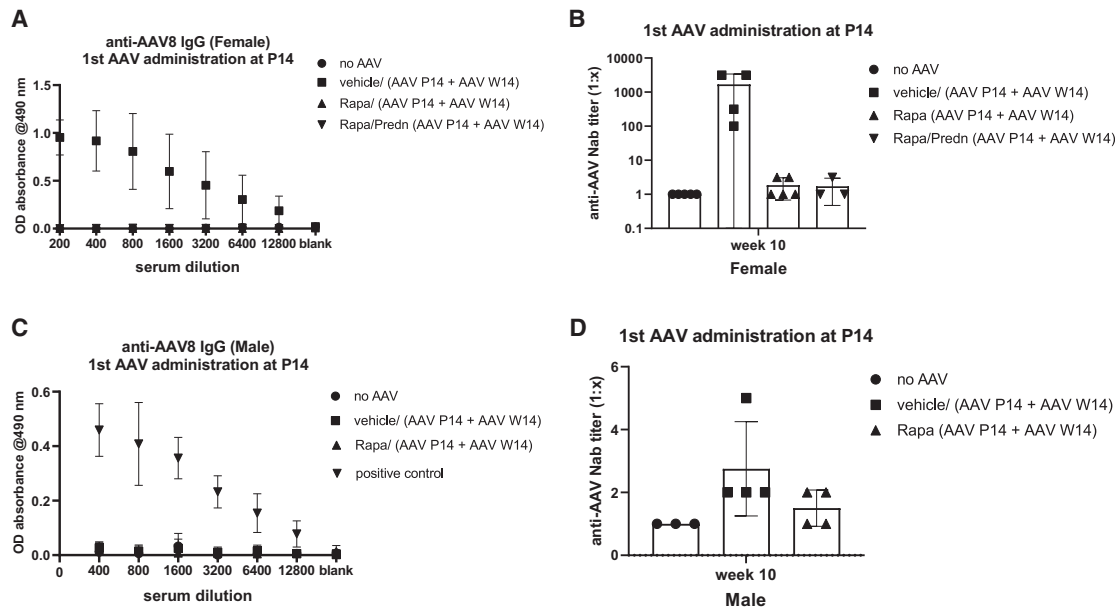 A
anti-AAV8 IgG (Female)
1st AAV administration at P14
OD absorbance @490 nm
1.5
1.0
0.5
0.0
200 400 800 1600 3200 6400 12800 blank
serum dilution
no AAV
vehicle/ (AAV P14 + AAV W14)
Rapa/ (AAV P14 + AAV W14)
Rapa/Predn (AAV P14 + AAV W14)
B
1st AAV administration at P14
anti-AAV Nab titer (1:x)
10000
1000
100
10
1
0.1
week 10
Female
no AAV
vehicle/ (AAV P14 + AAV W14)
Rapa (AAV P14 + AAV W14)
Rapa/Predn (AAV P14 + AAV W14)
C
anti-AAV8 IgG (Male)
1st AAV administration at P14
OD absorbance @490 nm
0.6
0.4
0.2
0.0
0 400 800 1600 3200 6400 12800 blank
serum dilution
no AAV
vehicle/ (AAV P14 + AAV W14)
Rapa/ (AAV P14 + AAV W14)
positive control
D
1st AAV administration at P14
anti-AAV Nab titer (1:x)
6
4
2
0
week 10
Male
no AAV
vehicle/ (AAV P14 + AAV W14)
Rapa (AAV P14 + AAV W14)